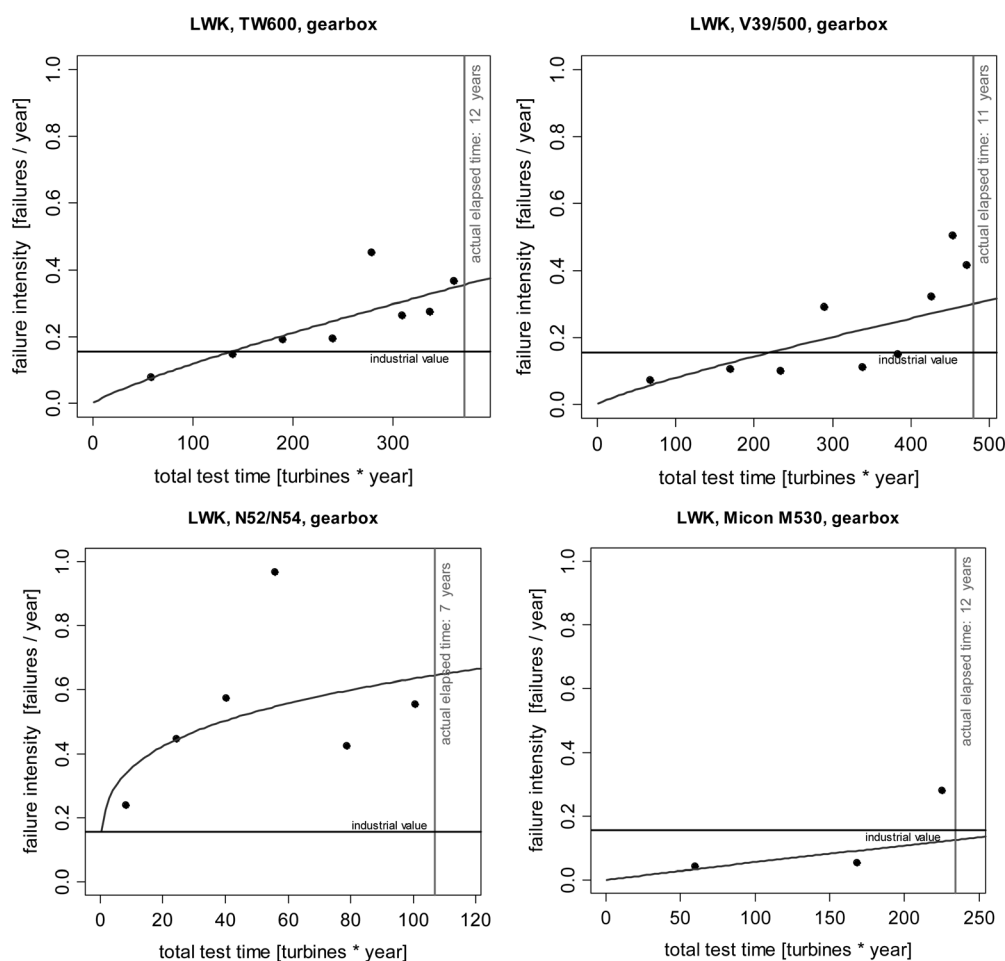 LWK, TW600, gearbox
failure intensity [failures / year]
1.0
0.8
0.6
0.4
0.2
0.0
actual elapsed time: 12 years
industrial value
0 100 200 300
total test time [turbines * year]
LWK, V39/500, gearbox
failure intensity [failures / year]
1.0
0.8
0.6
0.4
0.2
0.0
actual elapsed time: 11 years
industrial value
0 100 200 300 400 500
total test time [turbines * year]
LWK, N52/N54, gearbox
failure intensity [failures / year]
1.0
0.8
0.6
0.4
0.2
0.0
actual elapsed time: 7 years
industrial value
0 20 40 60 80 100 120
total test time [turbines * year]
LWK, Micon M530, gearbox
failure intensity [failures / year]
1.0
0.8
0.6
0.4
0.2
0.0
actual elapsed time: 12 years
industrial value
0 50 100 150 200 250
total test time [turbines * year]